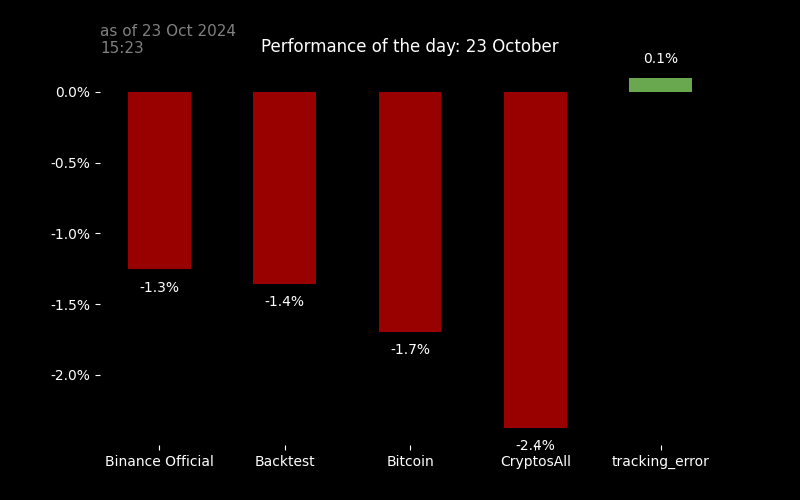 as of 23 Oct 2024
15:23
Performance of the day: 23 October
0.1%
0.0%
-0.5%
-1.0%
-1.5%
-2.0%
-1.3%
-1.4%
-1.7%
-2.4%
Binance Official
Backtest
Bitcoin
CryptosAll
tracking_error